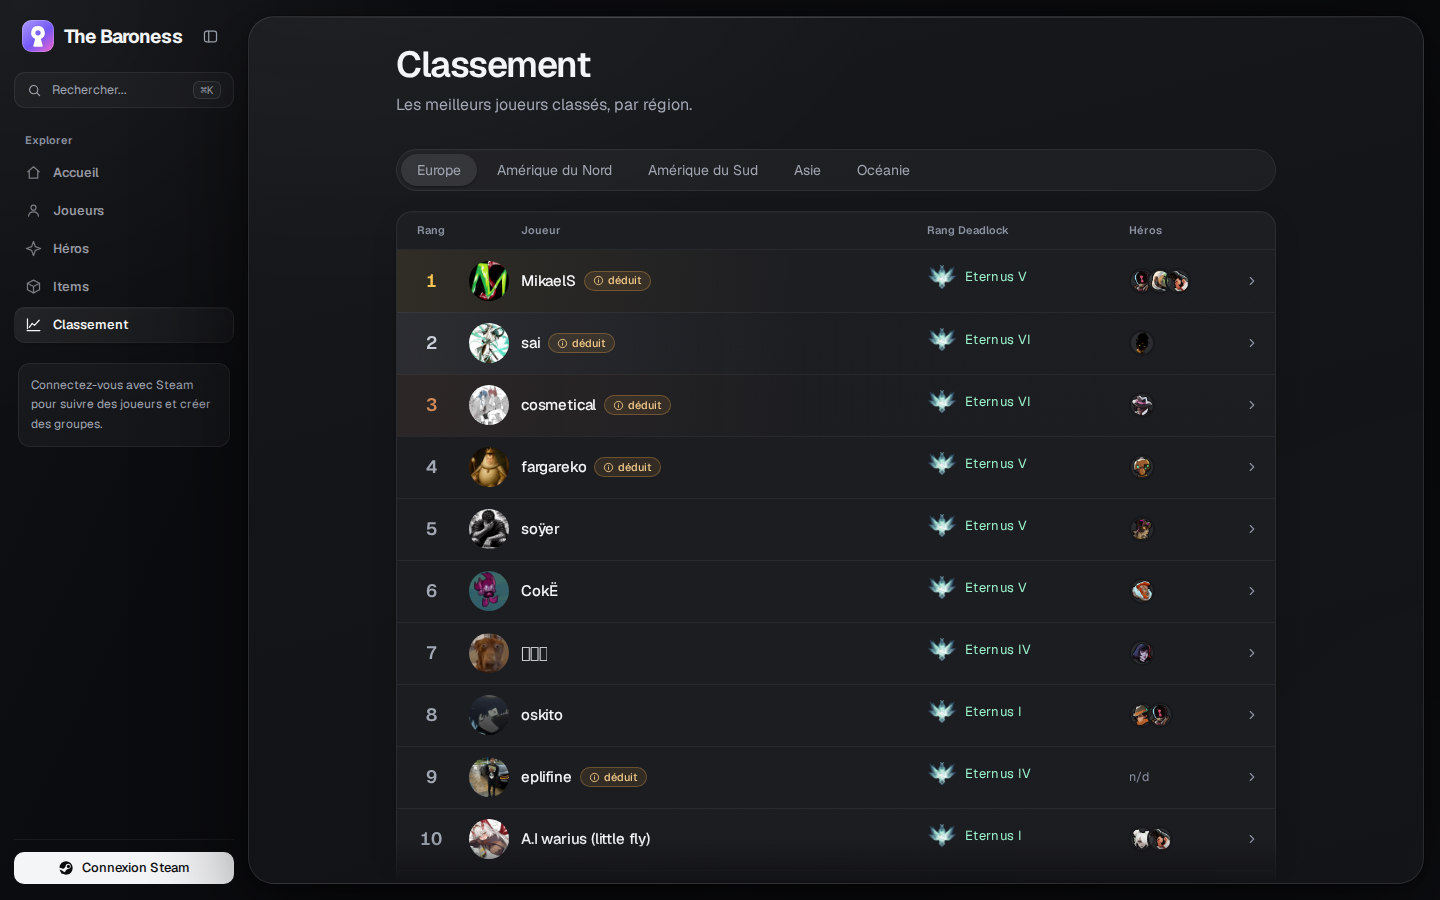 The Baroness
Rechercher...
⌘K
Explorer
Accueil
Joueurs
Héros
Items
Classement
Connectez-vous avec Steam
pour suivre des joueurs et créer
des groupes.
Connexion Steam
Classement
Les meilleurs joueurs classés, par région.
Europe Amérique du Nord Amérique du Sud Asie Océanie
Rang Joueur Rang Deadlock Héros
1 MikaelS déduit Eternus V
2 sai déduit Eternus VI
3 cosmetical déduit Eternus VI
4 fargareko déduit Eternus V
5 soÿer Eternus V
6 CokË Eternus V
7 Eternus IV
8 oskito Eternus I
9 eplifine déduit Eternus IV n/d
10 A.I warius (little fly) Eternus I